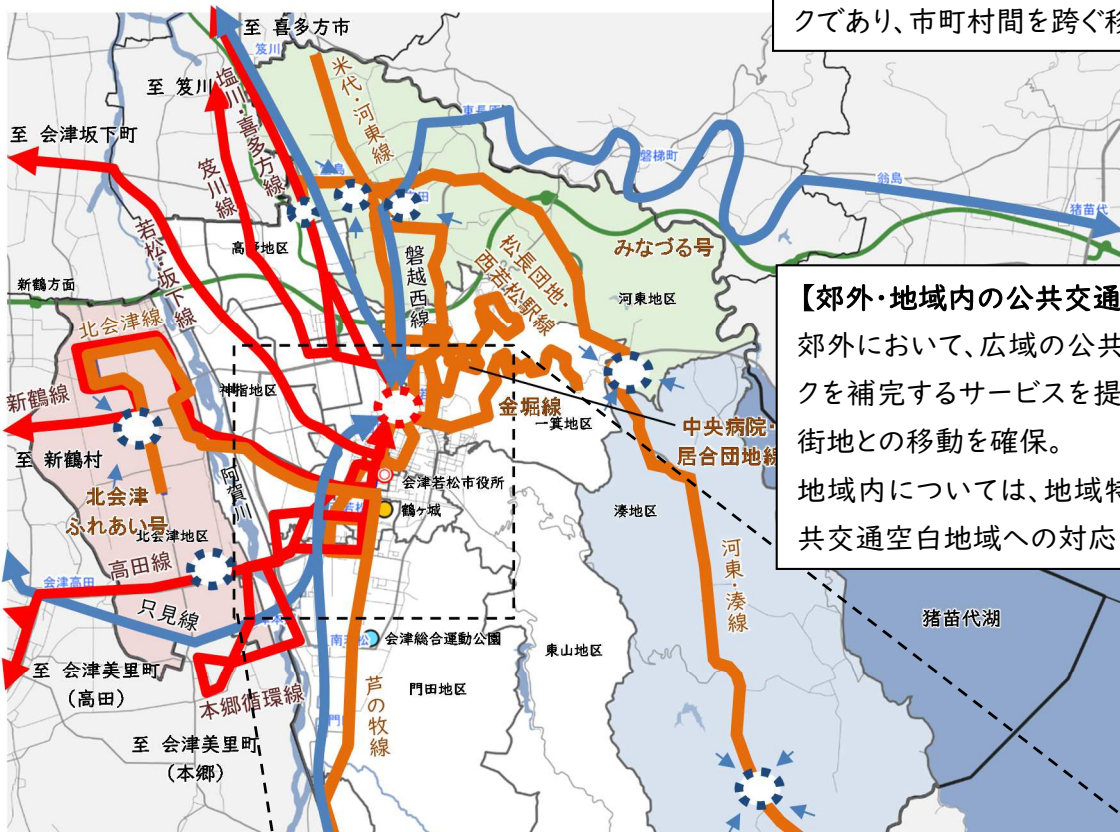 クであり、市町村間を跨ぐ移
至 喜多方市
笈川
至 笈川
塩川・喜多方線
米代・河東線
東長原
至 会津坂下町
笈川線
磐梯町
翁島
猪苗代
若松・坂下線
高野地区
磐越西線
松長団地・
西若松駅線
みなづる号
河東地区
新鶴方面
北会津線
【郊外・地域内の公共交通
郊外において、広域の公共
クを補完するサービスを提
街地との移動を確保。
地域内については、地域特
共交通空白地域への対応
神指地区
新鶴線
金堀線
一箕地区
中央病院・
居合団地線
至 新鶴村
阿賀川
会津若松市役所
鶴ヶ城
北会津
ふれあい号
北会津地区
湊地区
高田線
会津高田
只見線
河東・湊線
猪苗代湖
南若松
会津総合運動公園
東山地区
至 会津美里町
(高田)
門田地区
本郷循環線
芦の牧線
至 会津美里町
(本郷)